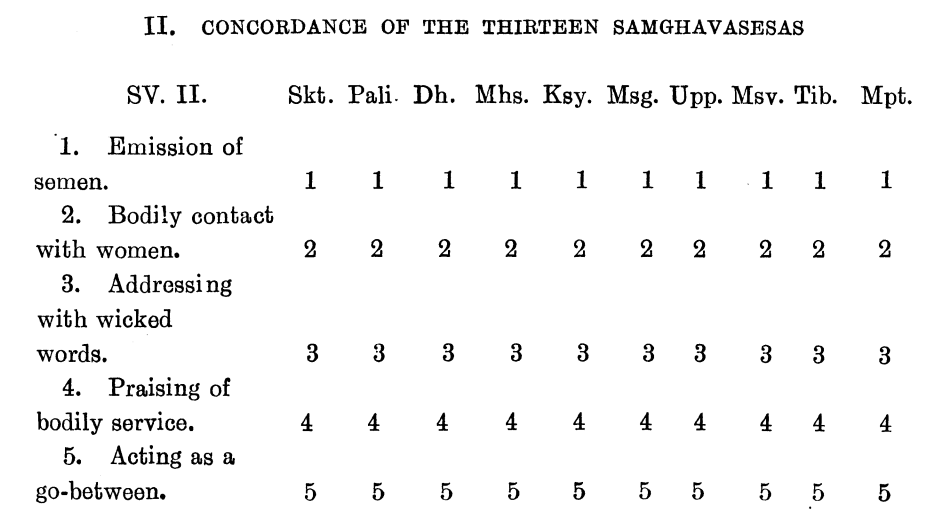 II. CONCORDANCE OF THE THIRTEEN SAMGHAVASESAS
SV. II. Skt. Pali. Dh. Mhs. Ksy. Msg. Upp. Msv. Tib. Mpt.
1. Emission of
semen. 1 1 1 1 1 1 1 1 1 1
2. Bodily contact
with women. 2 2 2 2 2 2 2 2 2 2
3. Addressing
with wicked
words. 3 3 3 3 3 3 3 3 3 3
4. Praising of
bodily service. 4 4 4 4 4 4 4 4 4 4
5. Acting as a
go-between. 5 5 5 5 5 5 5 5 5 5